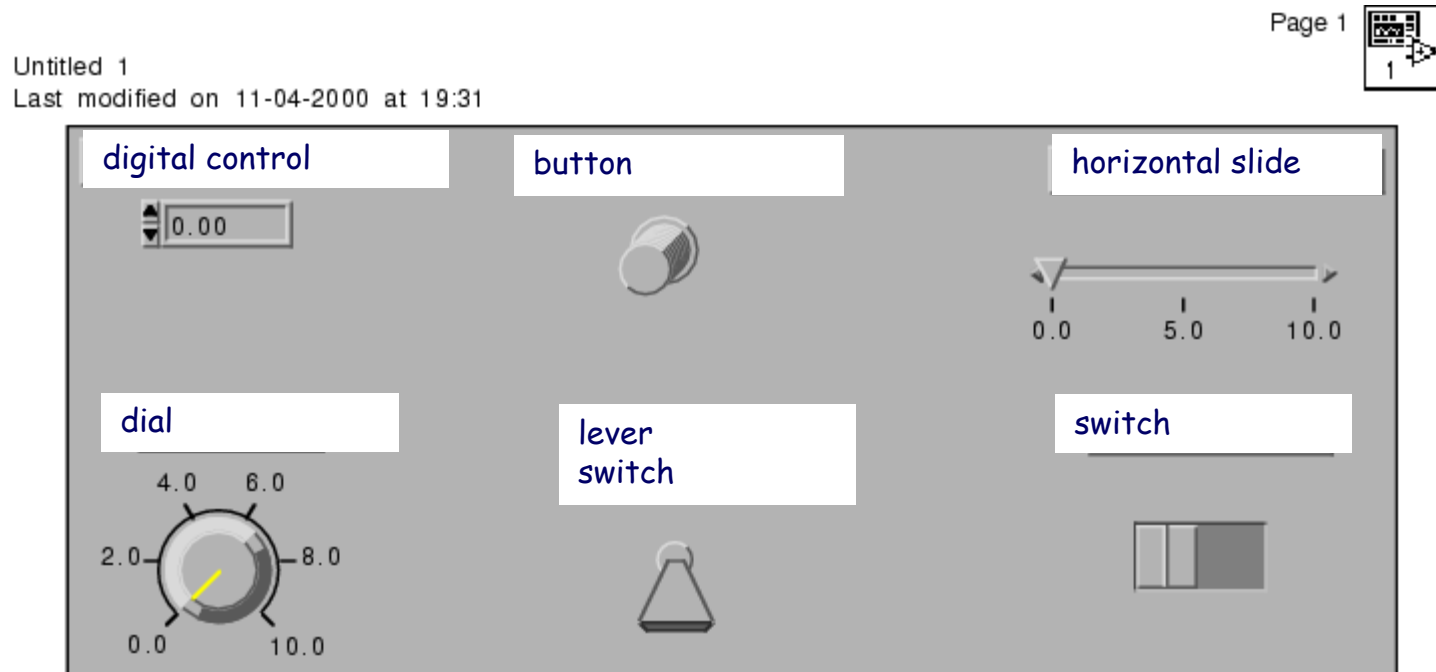 Page 1
1
Untitled 1
Last modified on 11-04-2000 at 19:31
digital control
button
horizontal slide
0.00
0.0 5.0 10.0
dial
lever
switch
switch
4.0 6.0
2.0 8.0
0.0 10.0